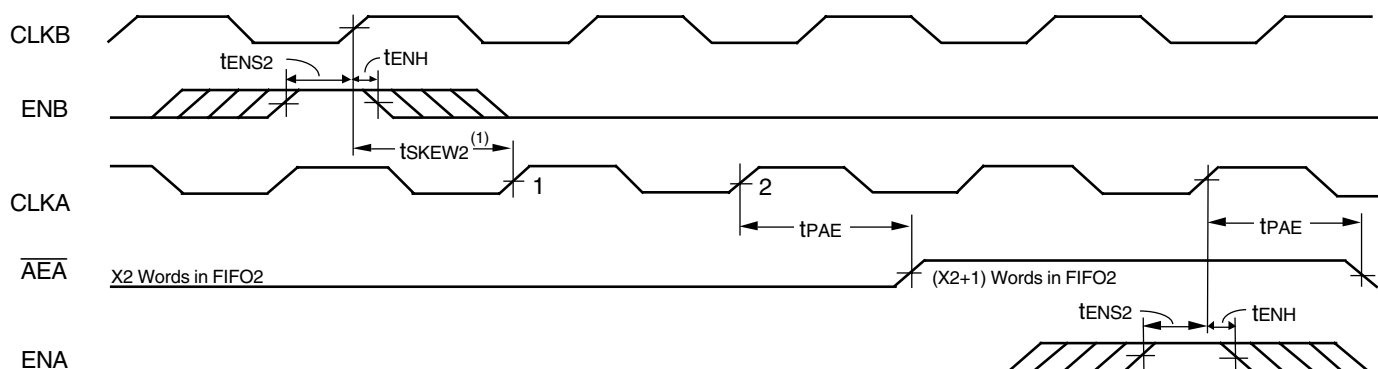 CLKB
tENS2
tENH
ENB
tSKEW2(1)
1
2
CLKA
tPAE
tPAE
AEA
X2 Words in FIFO2
(X2+1) Words in FIFO2
tENS2
tENH
ENA